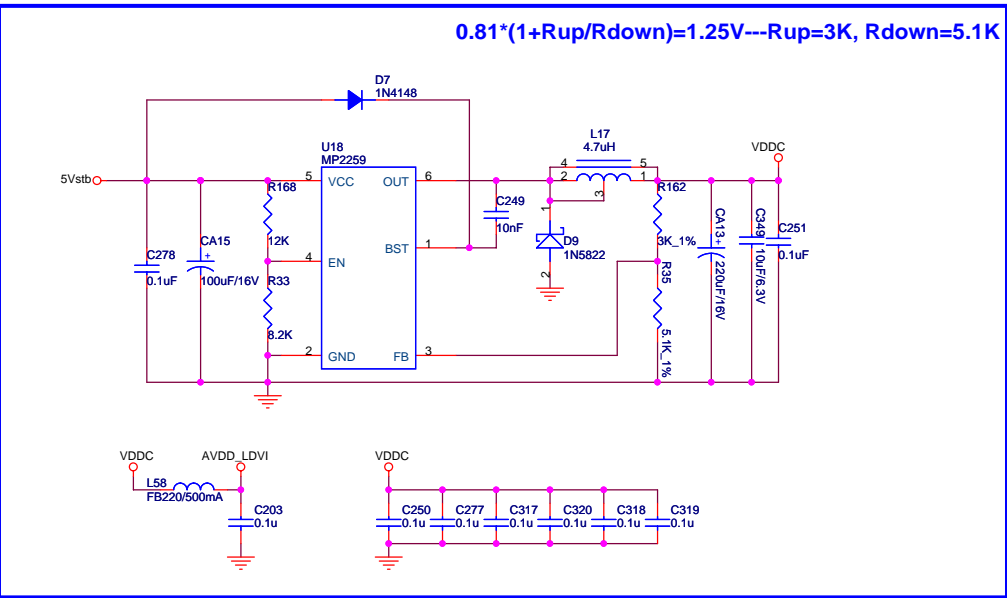 0.81*(1+Rup/Rdown)=1.25V---Rup=3K, Rdown=5.1K
D7
1N4148
U18
MP2259
L17
4.7uH
VDDC
5Vstb
5
VCC
OUT
6
4
5
2
1
3
R168
12K
C249
10nF
BST
1
4
EN
R33
8.2K
2
GND
FB
3
C278
0.1uF
CA15
+
100uF/16V
1
D9
1N5822
2
R162
3K_1%
R35
5.1K_1%
CA13
+
220uF/16V
C349
10uF/6.3V
C251
0.1uF
VDDC
AVDD_LDVI
L58
FB220/500mA
C203
0.1u
VDDC
C250
0.1u
C277
0.1u
C317
0.1u
C320
0.1u
C318
0.1u
C319
0.1u